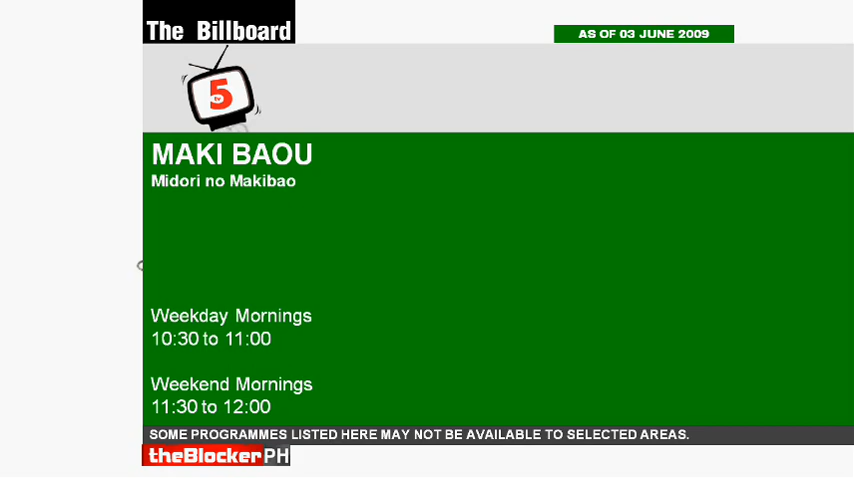 The Billboard
AS OF 03 JUNE 2009
tv
5
MAKI BAOU
Midori no Makibao
Weekday Mornings
10:30 to 11:00
Weekend Mornings
11:30 to 12:00
SOME PROGRAMMES LISTED HERE MAY NOT BE AVAILABLE TO SELECTED AREAS.
theBlockerPH